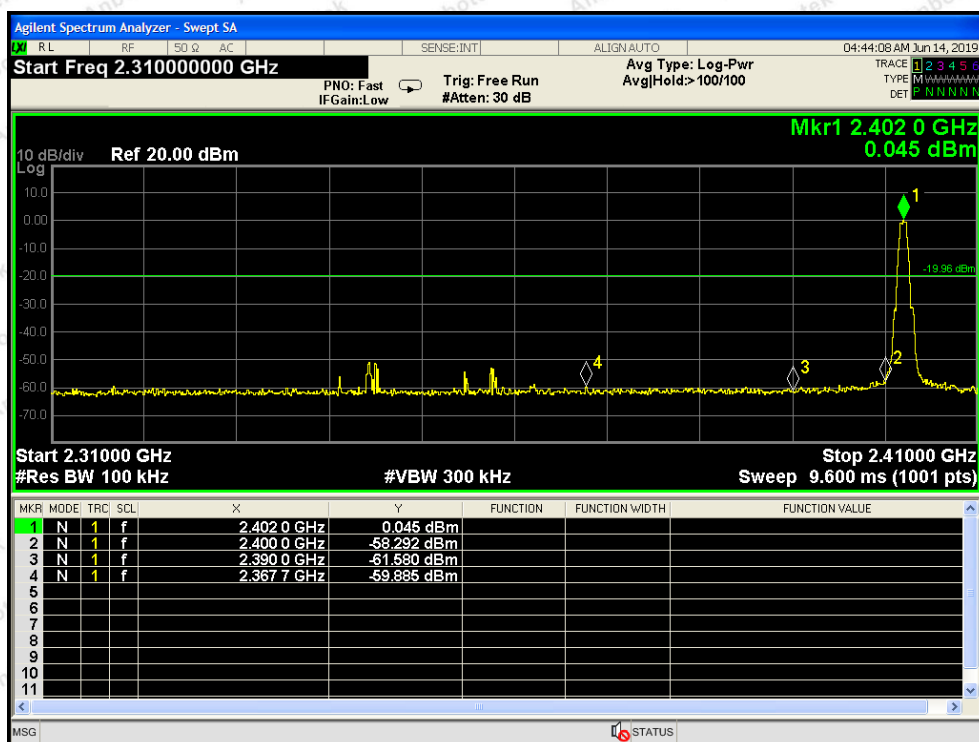 Agilent Spectrum Analyzer - Swept SA
LXI RL RF 50 Ω AC SENSE:INT ALIGNAUTO 04:44:08 AM Jun 14, 2019
Start Freq 2.310000000 GHz
PNO: Fast
IFGain:Low
Trig: Free Run
#Atten: 30 dB
Avg Type: Log-Pwr
Avg|Hold:>100/100
TRACE 1 2 3 4 5 6
TYPE M
DET P N N N N N
Mkr1 2.402 0 GHz
0.045 dBm
10 dB/div Ref 20.00 dBm
Log
10.0
0.00
-10.0
-20.0
-30.0
-40.0
-50.0
-60.0
-70.0
1
-19.96 dBm
4
3
2
Start 2.31000 GHz Stop 2.41000 GHz
#Res BW 100 kHz #VBW 300 kHz Sweep 9.600 ms (1001 pts)
MKR MODE TRC SCL X Y FUNCTION FUNCTION WIDTH FUNCTION VALUE
1 N 1 f 2.402 0 GHz 0.045 dBm
2 N 1 f 2.400 0 GHz -58.292 dBm
3 N 1 f 2.390 0 GHz -61.580 dBm
4 N 1 f 2.367 7 GHz -59.885 dBm
5
6
7
8
9
10
11
MSG STATUS